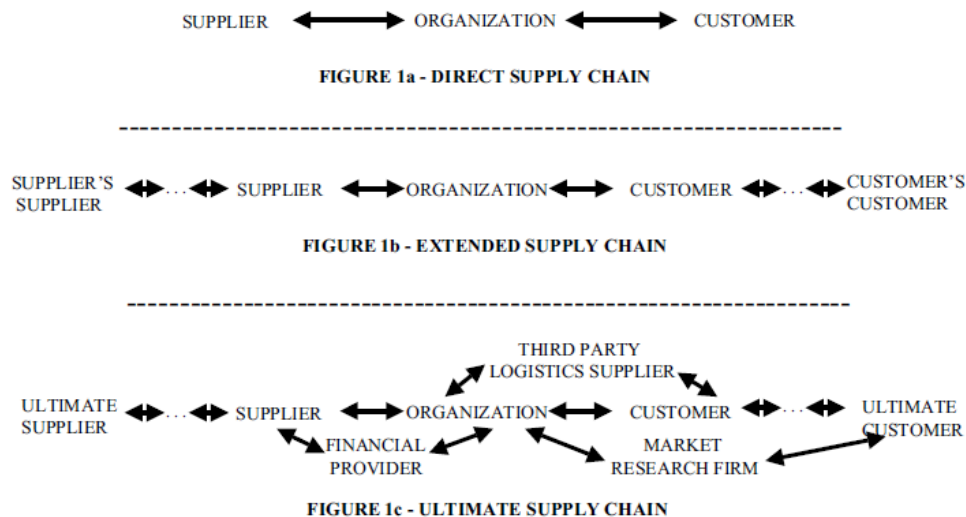 SUPPLIER ORGANIZATION CUSTOMER
FIGURE 1a - DIRECT SUPPLY CHAIN
SUPPLIER'S
SUPPLIER
... SUPPLIER ORGANIZATION CUSTOMER ...
CUSTOMER'S
CUSTOMER
FIGURE 1b - EXTENDED SUPPLY CHAIN
THIRD PARTY
LOGISTICS SUPPLIER
ULTIMATE
SUPPLIER
... SUPPLIER ORGANIZATION CUSTOMER ...
ULTIMATE
CUSTOMER
FINANCIAL
PROVIDER
MARKET
RESEARCH FIRM
FIGURE 1c - ULTIMATE SUPPLY CHAIN